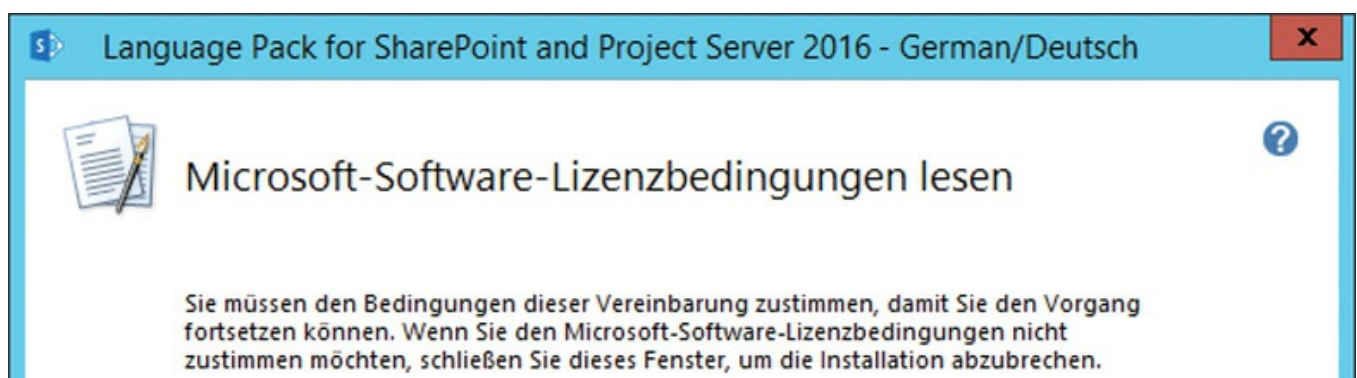 Language Pack for SharePoint and Project Server 2016 - German/Deutsch
Microsoft-Software-Lizenzbedingungen lesen
Sie müssen den Bedingungen dieser Vereinbarung zustimmen, damit Sie den Vorgang
fortsetzen können. Wenn Sie den Microsoft-Software-Lizenzbedingungen nicht
zustimmen möchten, schließen Sie dieses Fenster, um die Installation abzubrechen.